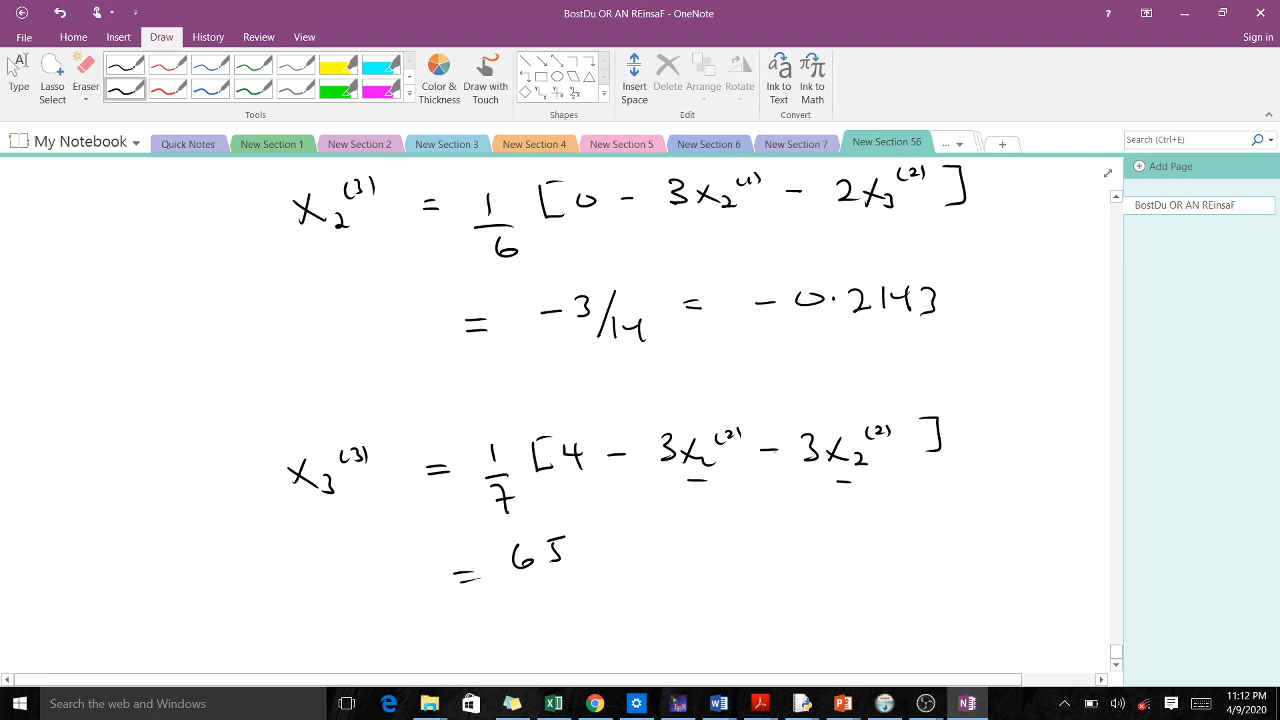 BostDu OR AN REinsaF - OneNote
File Home Insert Draw History Review View Sign in
Type Lasso Select Eraser Color & Thickness Draw with Touch Insert Space Delete Arrange Rotate Ink to Text Ink to Math
Tools Shapes Edit Convert
My Notebook Quick Notes New Section 1 New Section 2 New Section 3 New Section 4 New Section 5 New Section 6 New Section 7 New Section 56 ... Search (Ctrl+E)
Add Page
BostDu OR AN REinsaF
x₂⁽³⁾ = 1/6 [0 - 3x₂⁽¹⁾ - 2x₃⁽²⁾]
= -3/14 = -0.2143
x₃⁽³⁾ = 1/7 [4 - 3x₂⁽²⁾ - 3x₂⁽²⁾]
= 65
Search the web and Windows
11:12 PM
4/9/2020